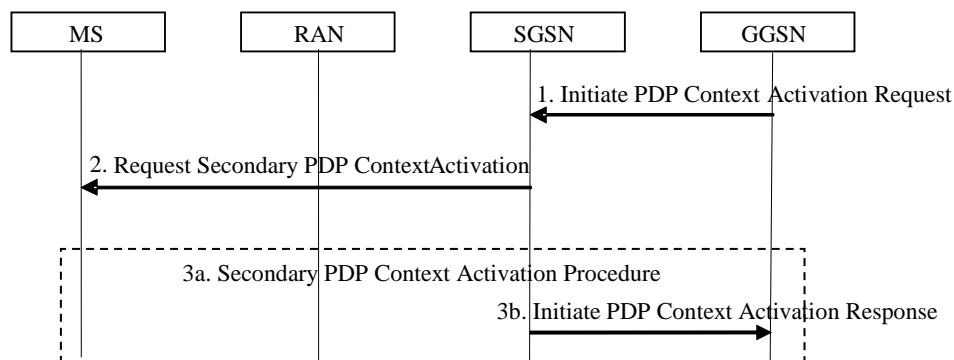 MS
RAN
SGSN
GGSN
1. Initiate PDP Context Activation Request
2. Request Secondary PDP ContextActivation
3a. Secondary PDP Context Activation Procedure
3b. Initiate PDP Context Activation Response